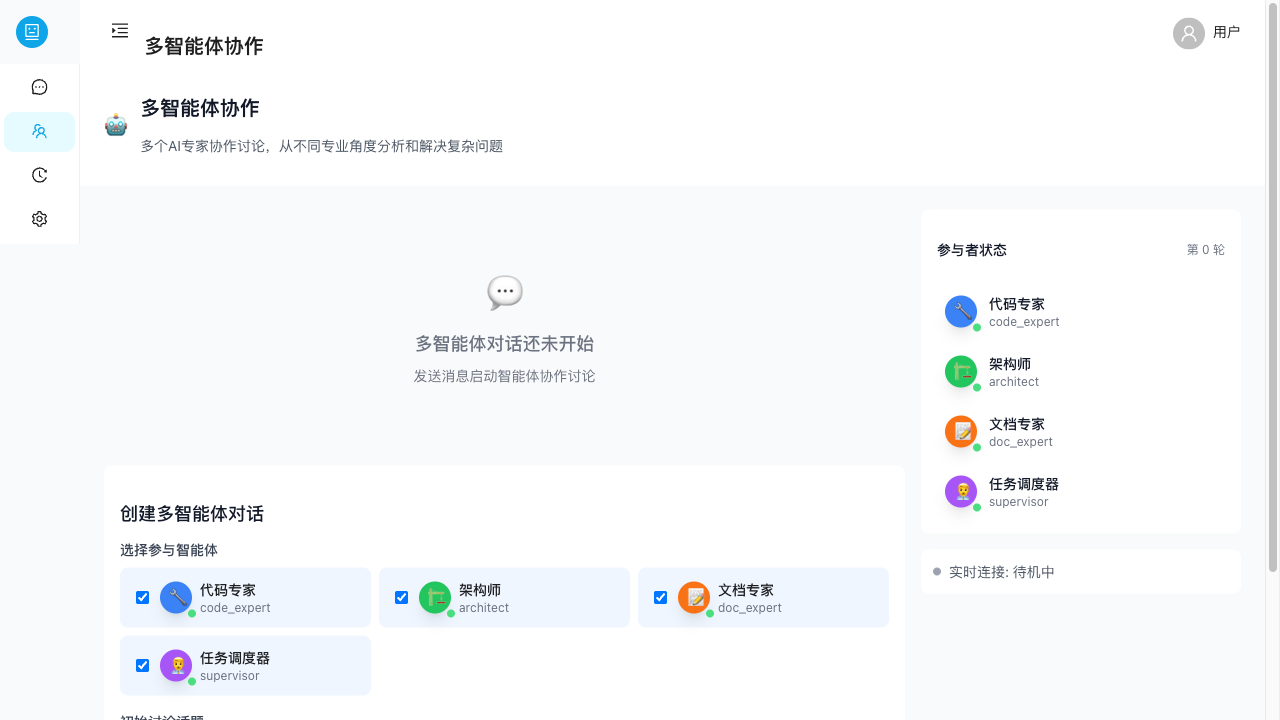 多智能体协作
用户
多智能体协作
多个AI专家协作讨论，从不同专业角度分析和解决复杂问题
多智能体对话还未开始
发送消息启动智能体协作讨论
创建多智能体对话
选择参与智能体
代码专家
code_expert
架构师
architect
文档专家
doc_expert
任务调度器
supervisor
初始讨论话题
参与者状态
第 0 轮
代码专家
code_expert
架构师
architect
文档专家
doc_expert
任务调度器
supervisor
实时连接: 待机中